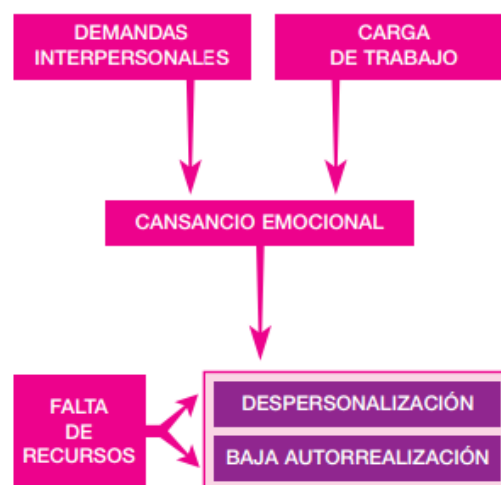 DEMANDAS
INTERPERSONALES
CARGA
DE TRABAJO
CANSANCIO EMOCIONAL
FALTA
DE
RECURSOS
DESPERSONALIZACIÓN
BAJA AUTORREALIZACIÓN